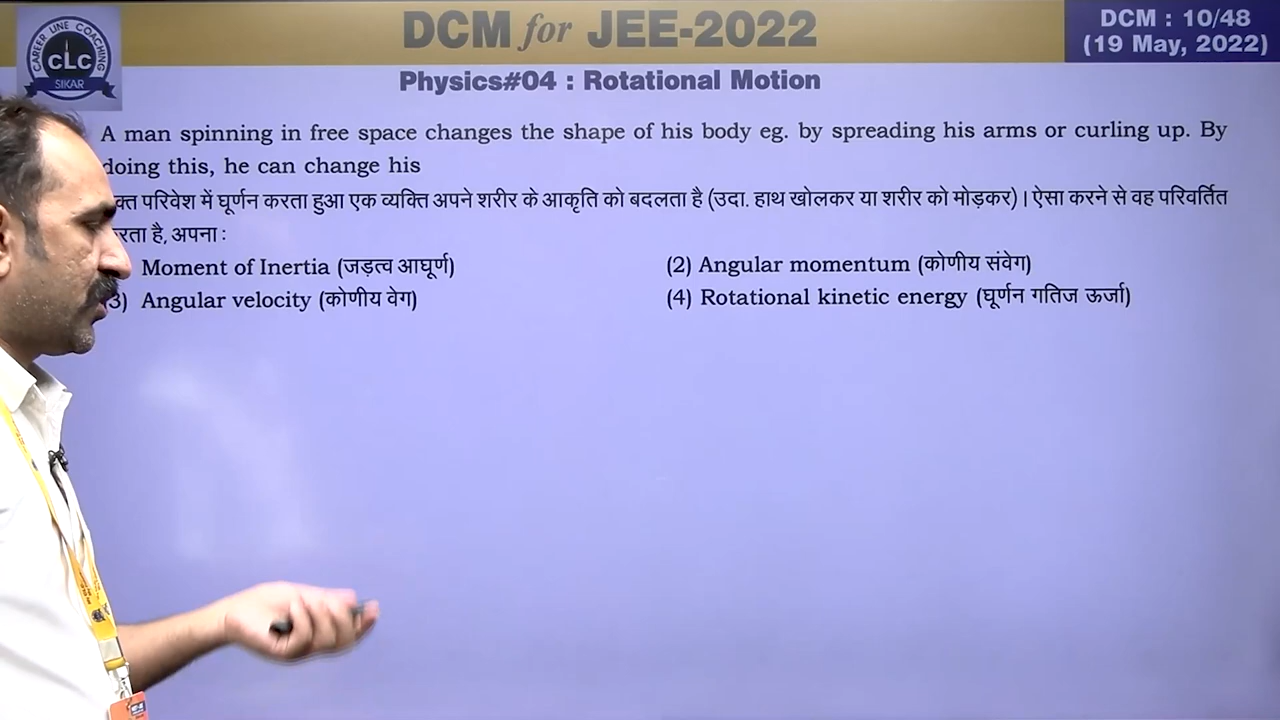 CAREER LINE COACHING
CLC
SIKAR
DCM for JEE-2022
DCM : 10/48
(19 May, 2022)
Physics#04 : Rotational Motion
A man spinning in free space changes the shape of his body eg. by spreading his arms or curling up. By
doing this, he can change his
परिवेश में घूर्णन करता हुआ एक व्यक्ति अपने शरीर के आकृति को बदलता है (उदा. हाथ खोलकर या शरीर को मोड़कर) । ऐसा करने से वह परिवर्तित
है, अपना :
Moment of Inertia (जड़त्व आघूर्ण) (2) Angular momentum (कोणीय संवेग)
3) Angular velocity (कोणीय वेग) (4) Rotational kinetic energy (घूर्णन गतिज ऊर्जा)